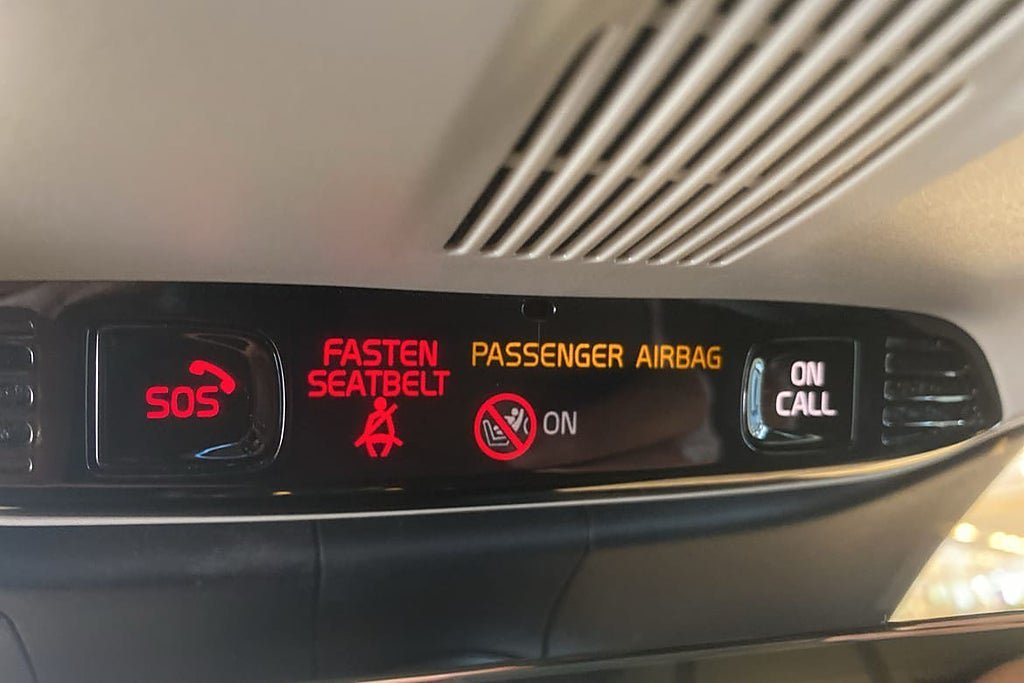 SOS
FASTEN
SEATBELT
PASSENGER AIRBAG
ON
ON
CALL